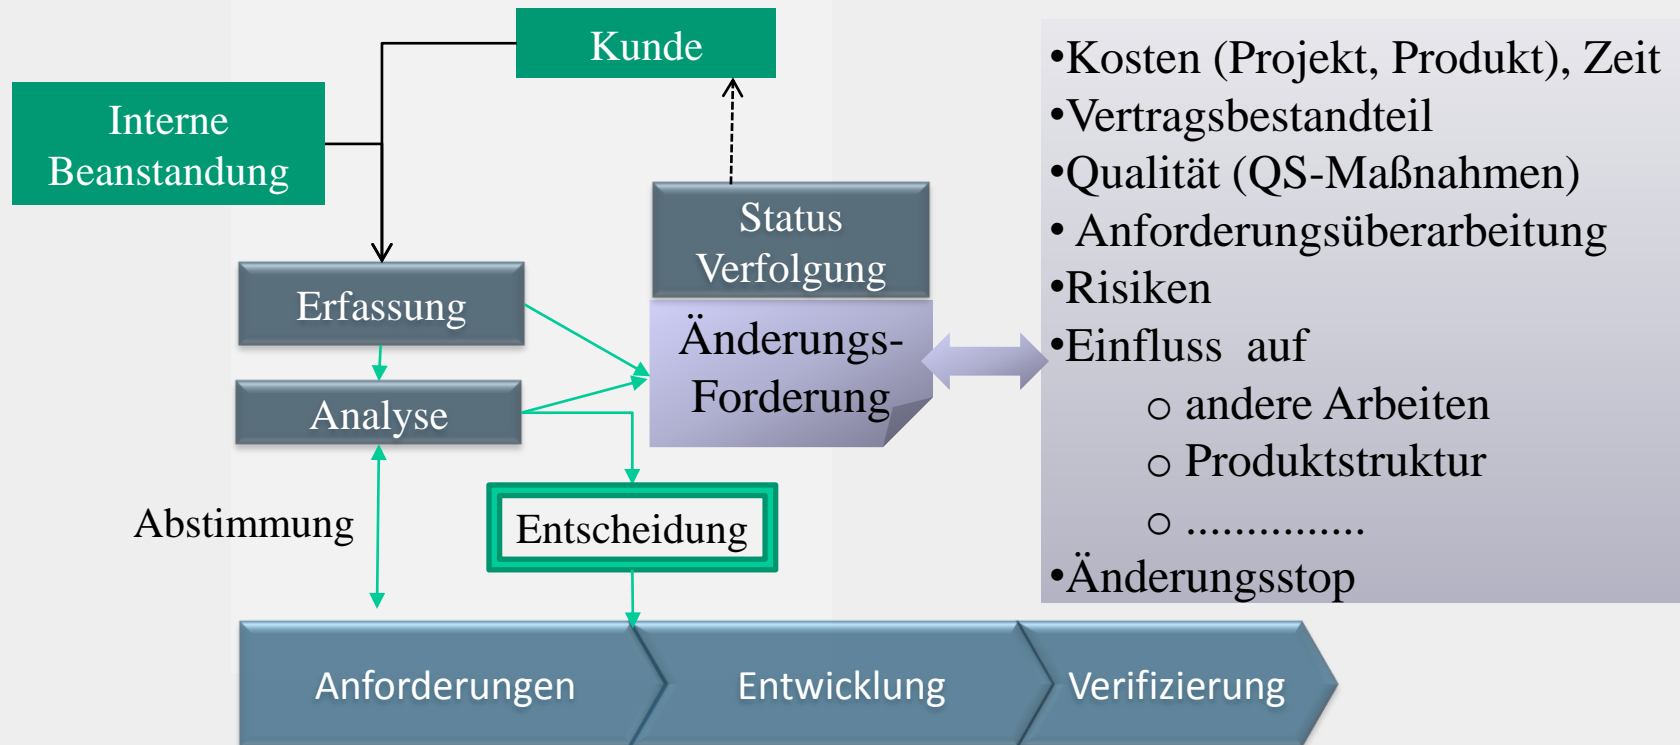 Kunde
Interne
Beanstandung
Status
Verfolgung
Erfassung
Änderungs-
Forderung
Analyse
Abstimmung
Entscheidung
Anforderungen
Entwicklung
Verifizierung
•Kosten (Projekt, Produkt), Zeit
•Vertragsbestandteil
•Qualität (QS-Maßnahmen)
• Anforderungsüberarbeitung
•Risiken
•Einfluss auf
o andere Arbeiten
o Produktstruktur
o ...............
•Änderungsstop